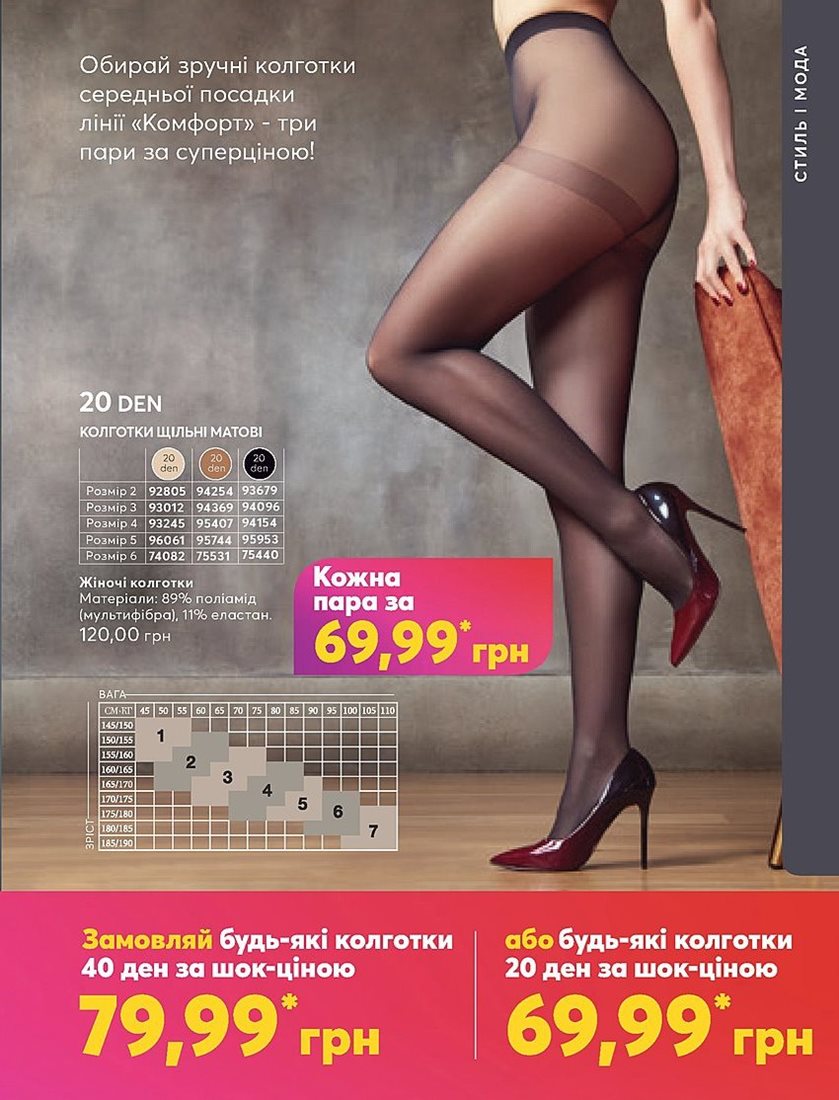 Обирай зручні колготки
середньої посадки
лінії «Комфорт» - три
пари за суперціною!
СТИЛЬ І МОДА
20 DEN
КОЛГОТКИ ЩІЛЬНІ МАТОВІ
20 den 20 den 20 den
Розмір 2 92805 94254 93679
Розмір 3 93012 94369 94096
Розмір 4 93245 95407 94154
Розмір 5 96061 95744 95953
Розмір 6 74082 75531 75440
Жіночі колготки
Матеріали: 89% поліамід
(мультифібра), 11% еластан.
120,00 грн
Кожна
пара за
69,99* грн
ВАГА
СМ-КГ 45 50 55 60 65 70 75 80 85 90 95 100 105 110
145/150
150/155 1
155/160
160/165 2
165/170 3
170/175 4
175/180 5
180/185 6
185/190 7
ЗРІСТ
Замовляй будь-які колготки
40 ден за шок-ціною
79,99* грн
або будь-які колготки
20 ден за шок-ціною
69,99* грн